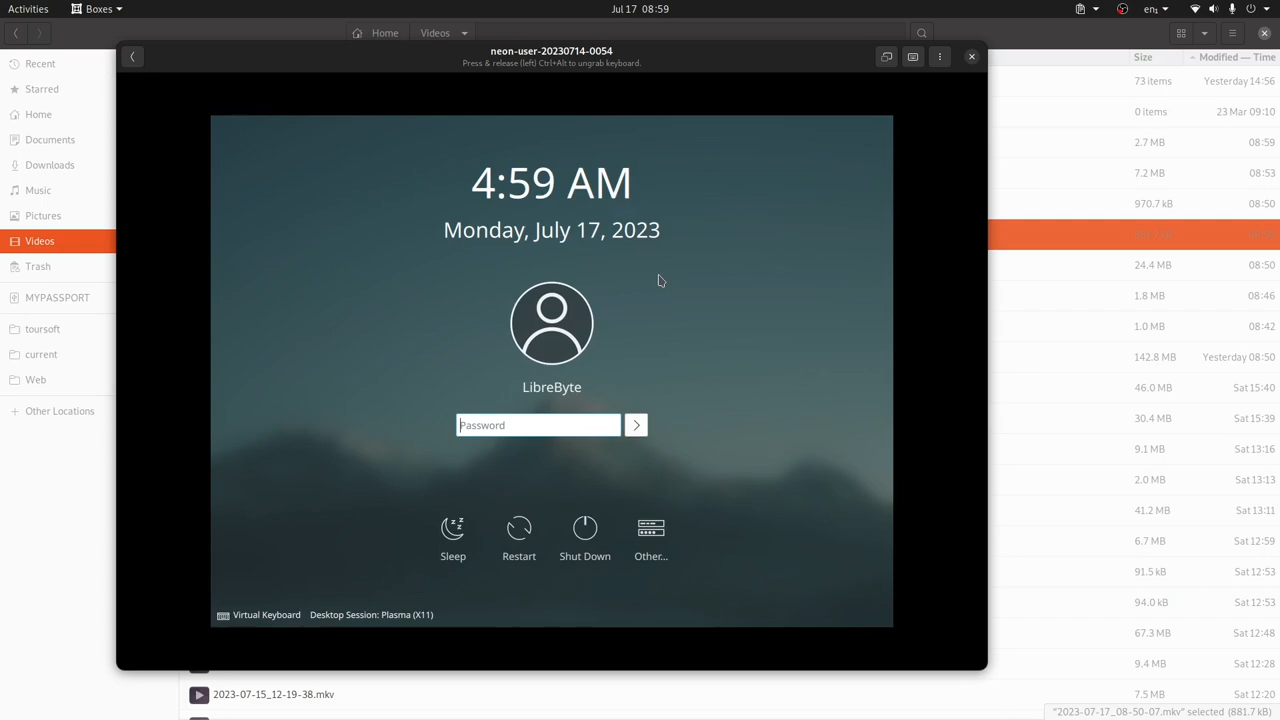 Activities
Boxes
Jul 17 08:59
en₁
Home
Videos
neon-user-20230714-0054
Press & release (left) Ctrl+Alt to ungrab keyboard.
Recent
Starred
Home
Documents
Downloads
Music
Pictures
Videos
Trash
MYPASSPORT
toursoft
current
Web
Other Locations
4:59 AM
Monday, July 17, 2023
LibreByte
Password
Sleep
Restart
Shut Down
Other...
Virtual Keyboard
Desktop Session: Plasma (X11)
Size
Modified — Time
73 items
Yesterday 14:56
0 items
23 Mar 09:10
2.7 MB
08:59
7.2 MB
08:53
970.7 kB
08:50
24.4 MB
08:50
1.8 MB
08:46
1.0 MB
08:42
142.8 MB
Yesterday 08:50
46.0 MB
Sat 15:39
30.4 MB
Sat 15:39
9.1 MB
Sat 13:16
2.0 MB
Sat 13:13
41.2 MB
Sat 13:11
6.7 MB
Sat 12:59
91.5 kB
Sat 12:53
94.0 kB
Sat 12:53
67.3 MB
Sat 12:48
9.4 MB
Sat 12:28
2023-07-15_12-19-38.mkv
7.5 MB
Sat 12:20
"2023-07-17_08-50-07.mkv" selected (881.7 kB)